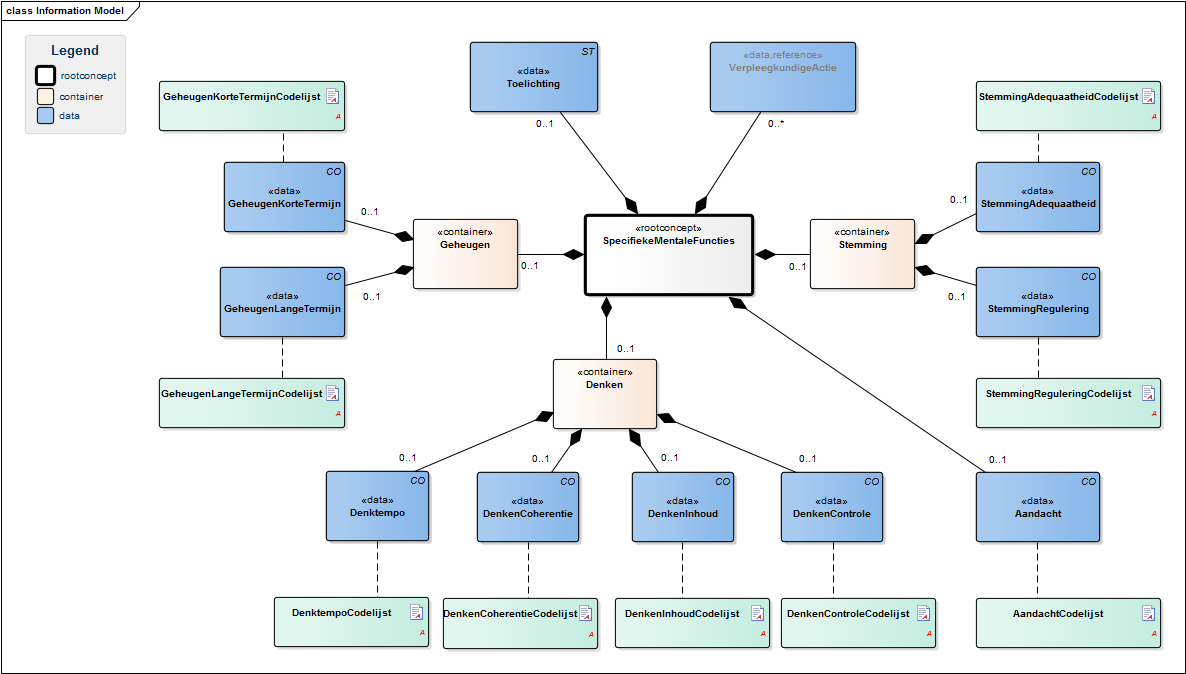 class Information Model
Legend
rootconcept
container
data
ST
«data»
Toelichting
0..1
«data,reference»
VerpleegkundigeActie
0..*
GeheugenKorteTermijnCodelijst
A
StemmingAdequaatheidCodelijst
A
CO
«data»
GeheugenKorteTermijn
0..1
CO
«data»
StemmingAdequaatheid
0..1
«container»
Geheugen
0..1
«rootconcept»
SpecifiekeMentaleFuncties
«container»
Stemming
0..1
CO
«data»
GeheugenLangeTermijn
0..1
CO
«data»
StemmingRegulering
0..1
GeheugenLangeTermijnCodelijst
A
0..1
«container»
Denken
StemmingReguleringCodelijst
A
0..1
0..1
0..1
0..1
0..1
CO
«data»
Denktempo
CO
«data»
DenkenCoherentie
CO
«data»
DenkenInhoud
CO
«data»
DenkenControle
CO
«data»
Aandacht
DenktempoCodelijst
A
DenkenCoherentieCodelijst
A
DenkenInhoudCodelijst
A
DenkenControleCodelijst
A
AandachtCodelijst
A